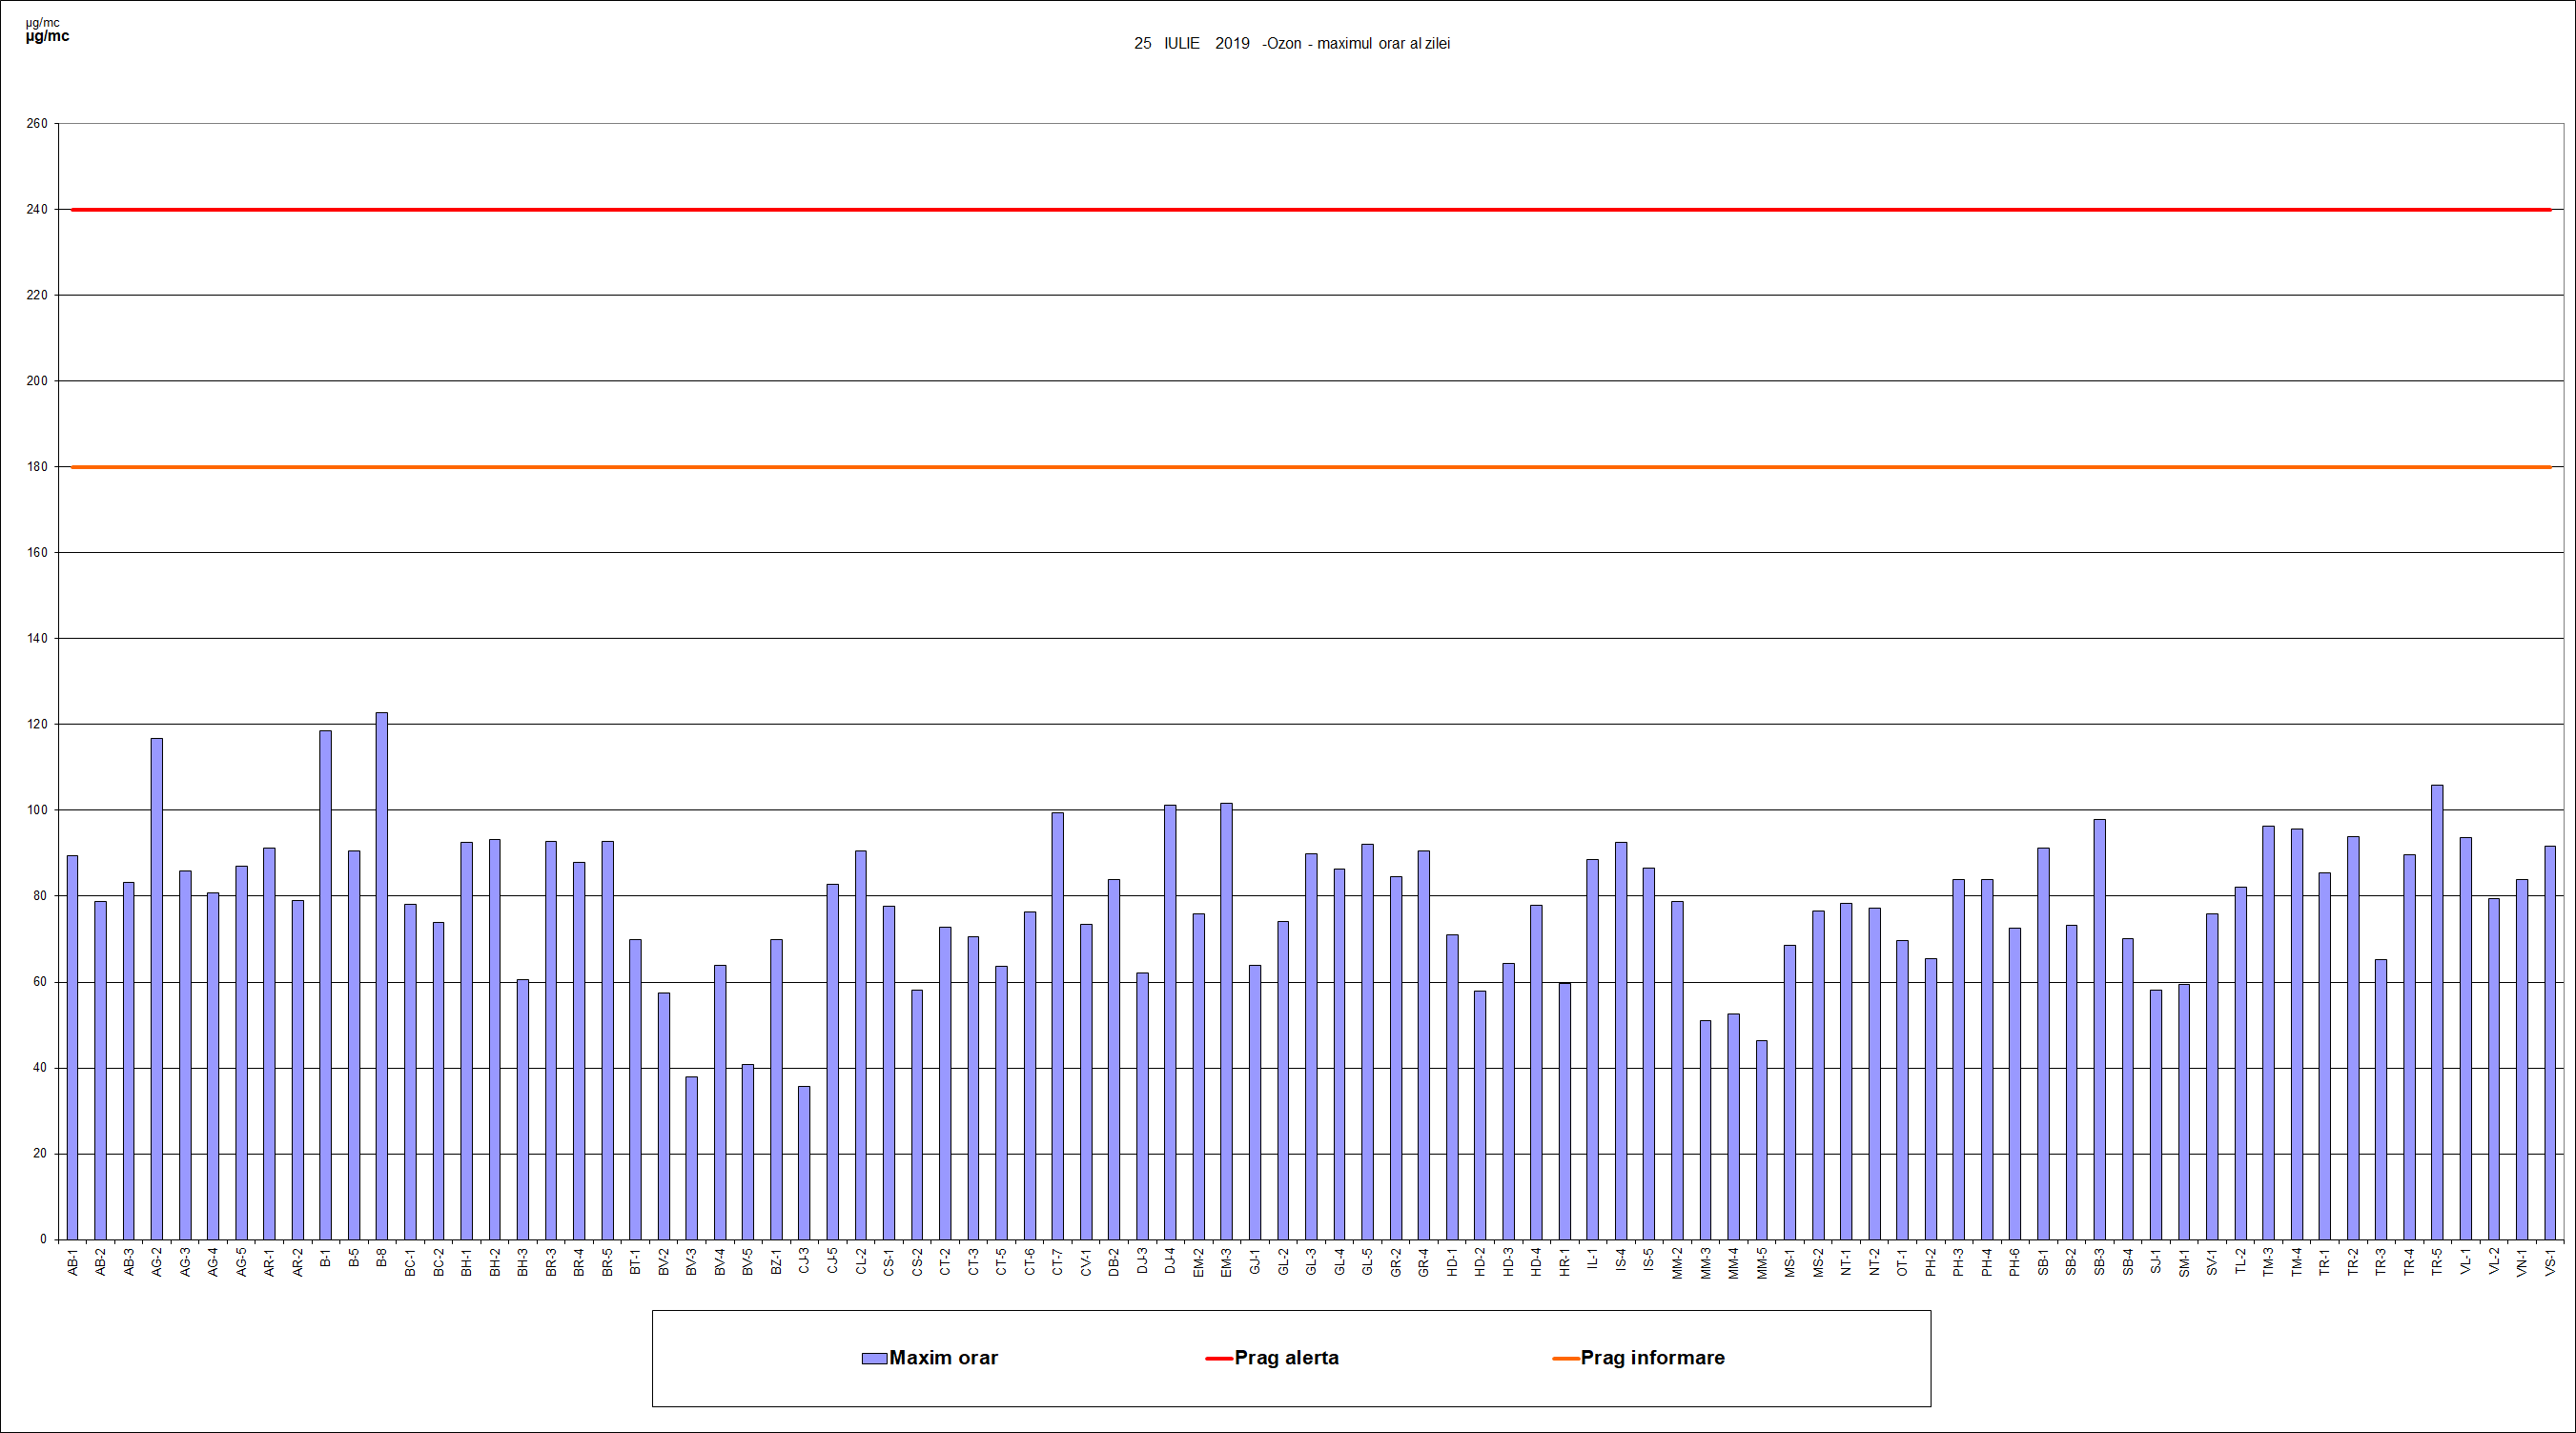 µg/mc
µg/mc
25 IULIE 2019 -Ozon - maximul orar al zilei
260
240
220
200
180
160
140
120
100
80
60
40
20
0
AB-1 AB-2 AB-3 AG-2 AG-3 AG-4 AG-5 AR-1 AR-2 B-1 B-5 B-8 BC-1 BC-2 BH-1 BH-2 BH-3 BR-3 BR-4 BR-5 BT-1 BV-2 BV-3 BV-4 BV-5 BZ-1 CJ-3 CJ-5 CL-2 CS-1 CS-2 CT-2 CT-3 CT-5 CT-6 CT-7 CV-1 DB-2 DJ-3 DJ-4 EM-2 EM-3 GJ-1 GL-2 GL-3 GL-4 GL-5 GR-2 GR-4 HD-1 HD-2 HD-3 HD-4 HR-1 IL-1 IS-4 IS-5 MM-2 MM-3 MM-4 MM-5 MS-1 MS-2 NT-1 NT-2 OT-1 PH-2 PH-3 PH-4 PH-6 SB-1 SB-2 SB-3 SB-4 SJ-1 SM-1 SV-1 TL-2 TM-3 TM-4 TR-1 TR-2 TR-3 TR-4 TR-5 VL-1 VL-2 VN-1 VS-1
Maxim orar Prag alerta Prag informare